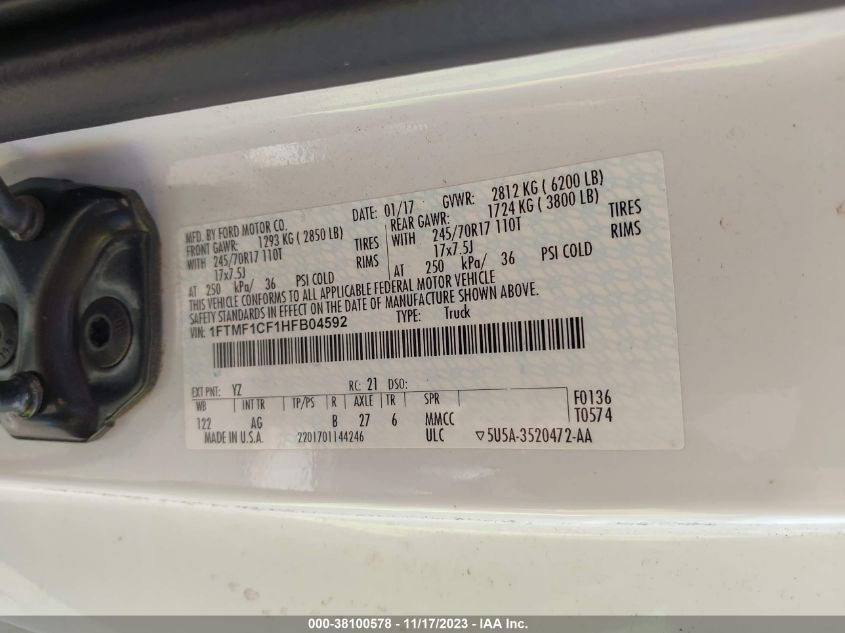 MFD. BY FORD MOTOR CO. DATE: 01/17 GVWR: 2812 KG ( 6200 LB)
FRONT GAWR: 1293 KG ( 2850 LB) REAR GAWR: 1724 KG ( 3800 LB)
WITH 245/70R17 110T TIRES WITH 245/70R17 110T TIRES
17x7.5J RIMS 17x7.5J RIMS
AT 250 kPa/ 36 PSI COLD AT 250 kPa/ 36 PSI COLD
THIS VEHICLE CONFORMS TO ALL APPLICABLE FEDERAL MOTOR VEHICLE
SAFETY STANDARDS IN EFFECT ON THE DATE OF MANUFACTURE SHOWN ABOVE.
VIN: 1FTMF1CF1HFB04592 TYPE: Truck
EXT PNT: YZ RC: 21 DSO:
WB INT TR TP/PS R AXLE TR SPR F0136
122 AG B 27 6 MMCC T0574
MADE IN U.S.A. 2201701144246 ULC ▽5U5A-3520472-AA
000-38100578 - 11/17/2023 - IAA Inc.